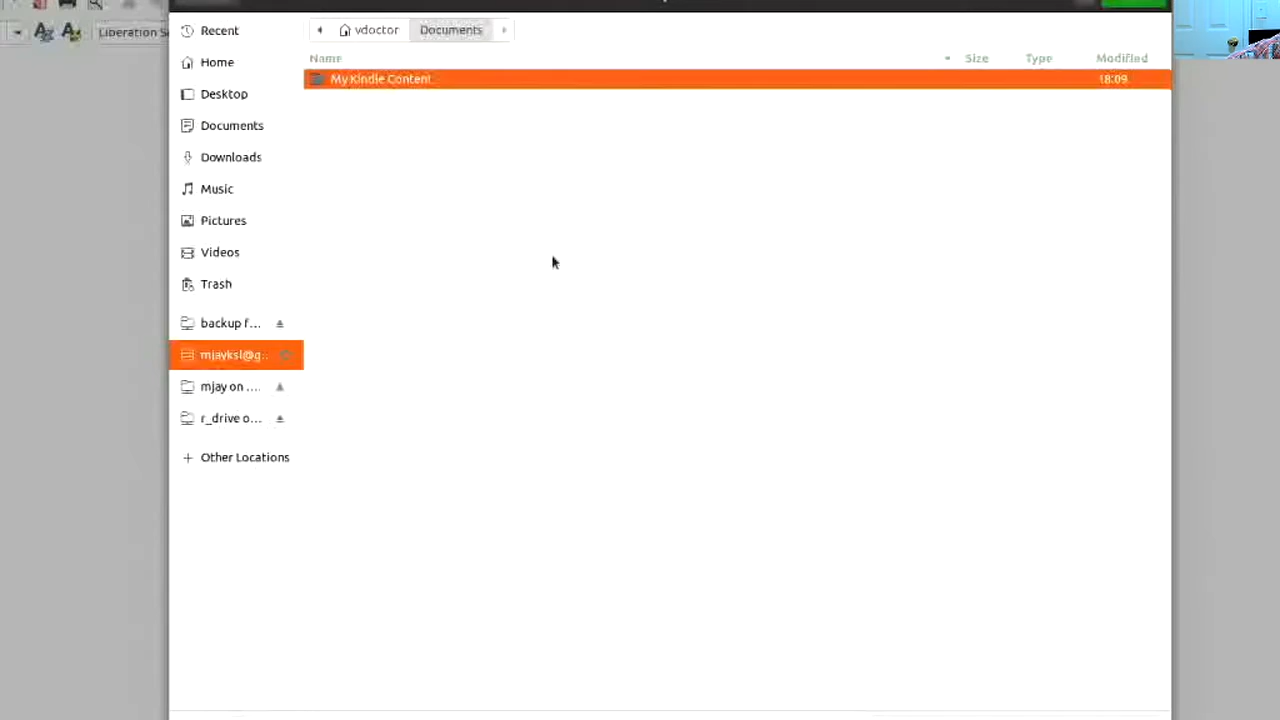 Liberation S
Recent
vdoctor
Documents
Home
Name
Size
Type
Modified
My Kindle Content
18:09
Desktop
Documents
Downloads
Music
Pictures
Videos
Trash
backup f...
mjayksl@g..
mjay on ....
r_drive o...
+ Other Locations